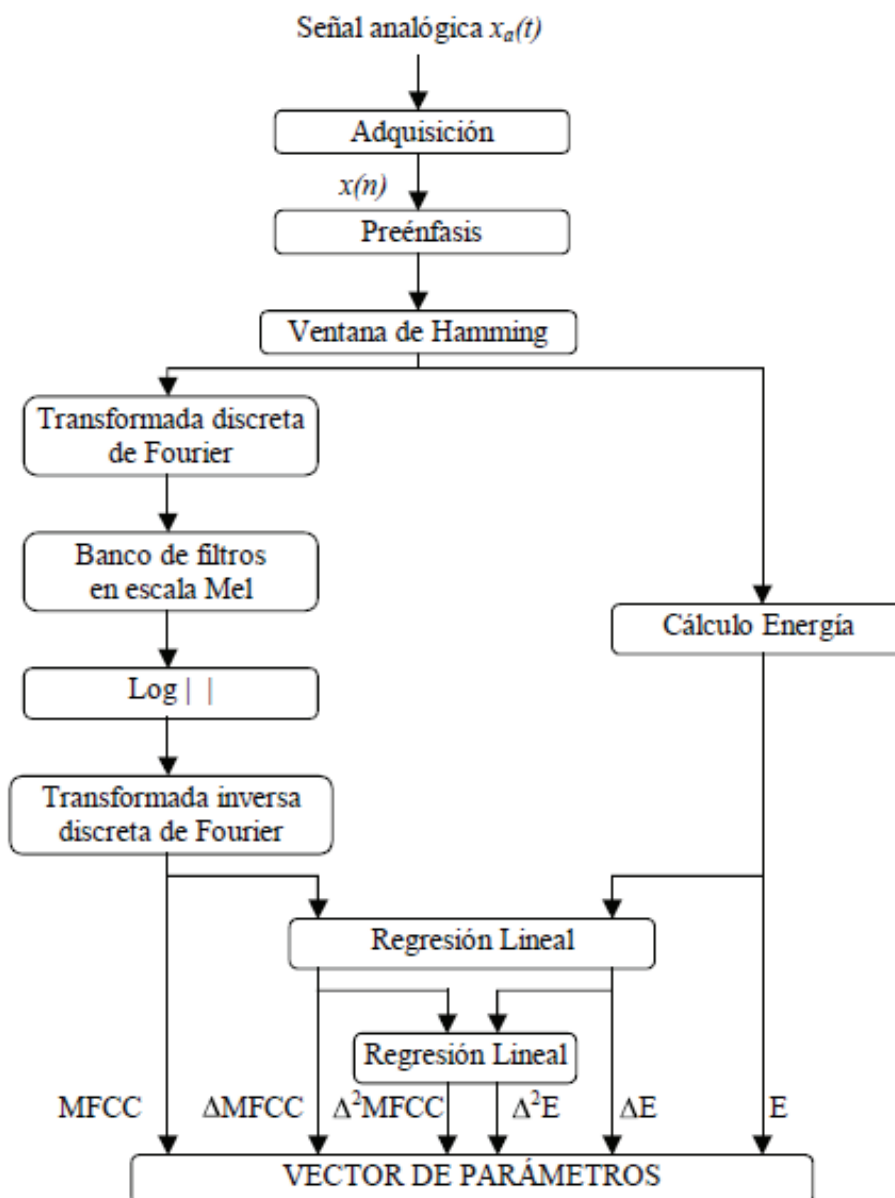 Señal analógica xₐ(t)
Adquisición
x(n)
Preénfasis
Ventana de Hamming
Transformada discreta
de Fourier
Banco de filtros
en escala Mel
Cálculo Energía
Log | |
Transformada inversa
discreta de Fourier
Regresión Lineal
Regresión Lineal
MFCC ΔMFCC Δ²MFCC Δ²E ΔE E
VECTOR DE PARÁMETROS